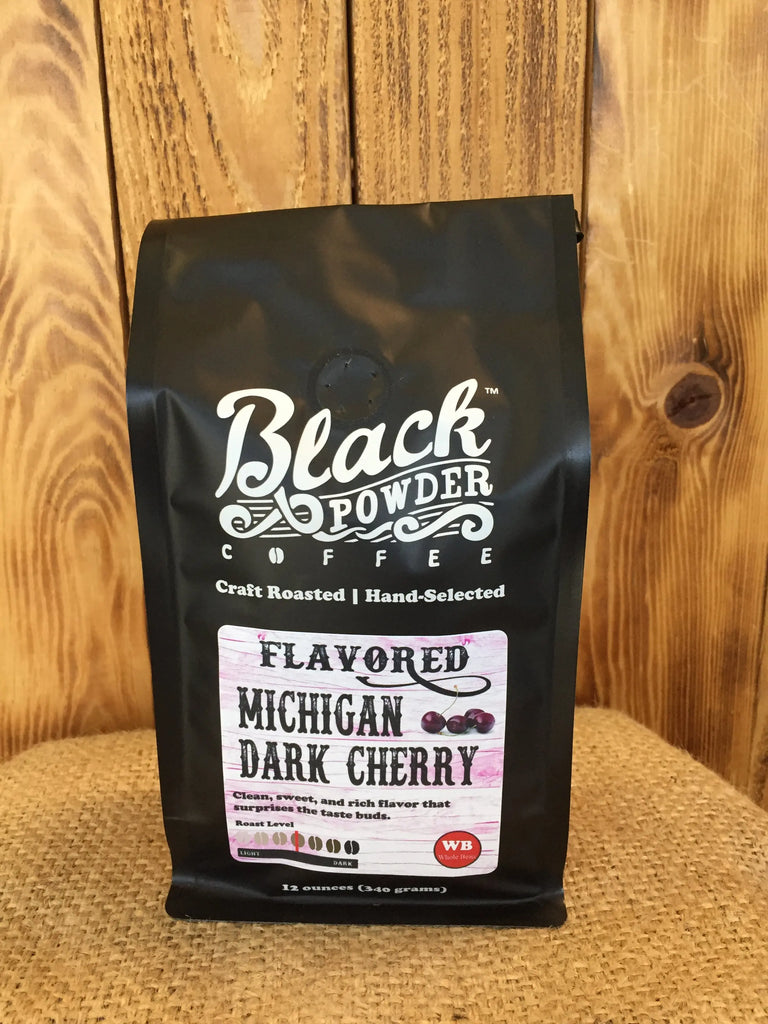 Black™
POWDER
COFFEE
Craft Roasted | Hand-Selected
"FLAVORED"
MICHIGAN
DARK CHERRY
Clean, sweet, and rich flavor that
surprises the taste buds.
Roast Level
LIGHT DARK
WB
Whole Bean
12 ounces (340 grams)